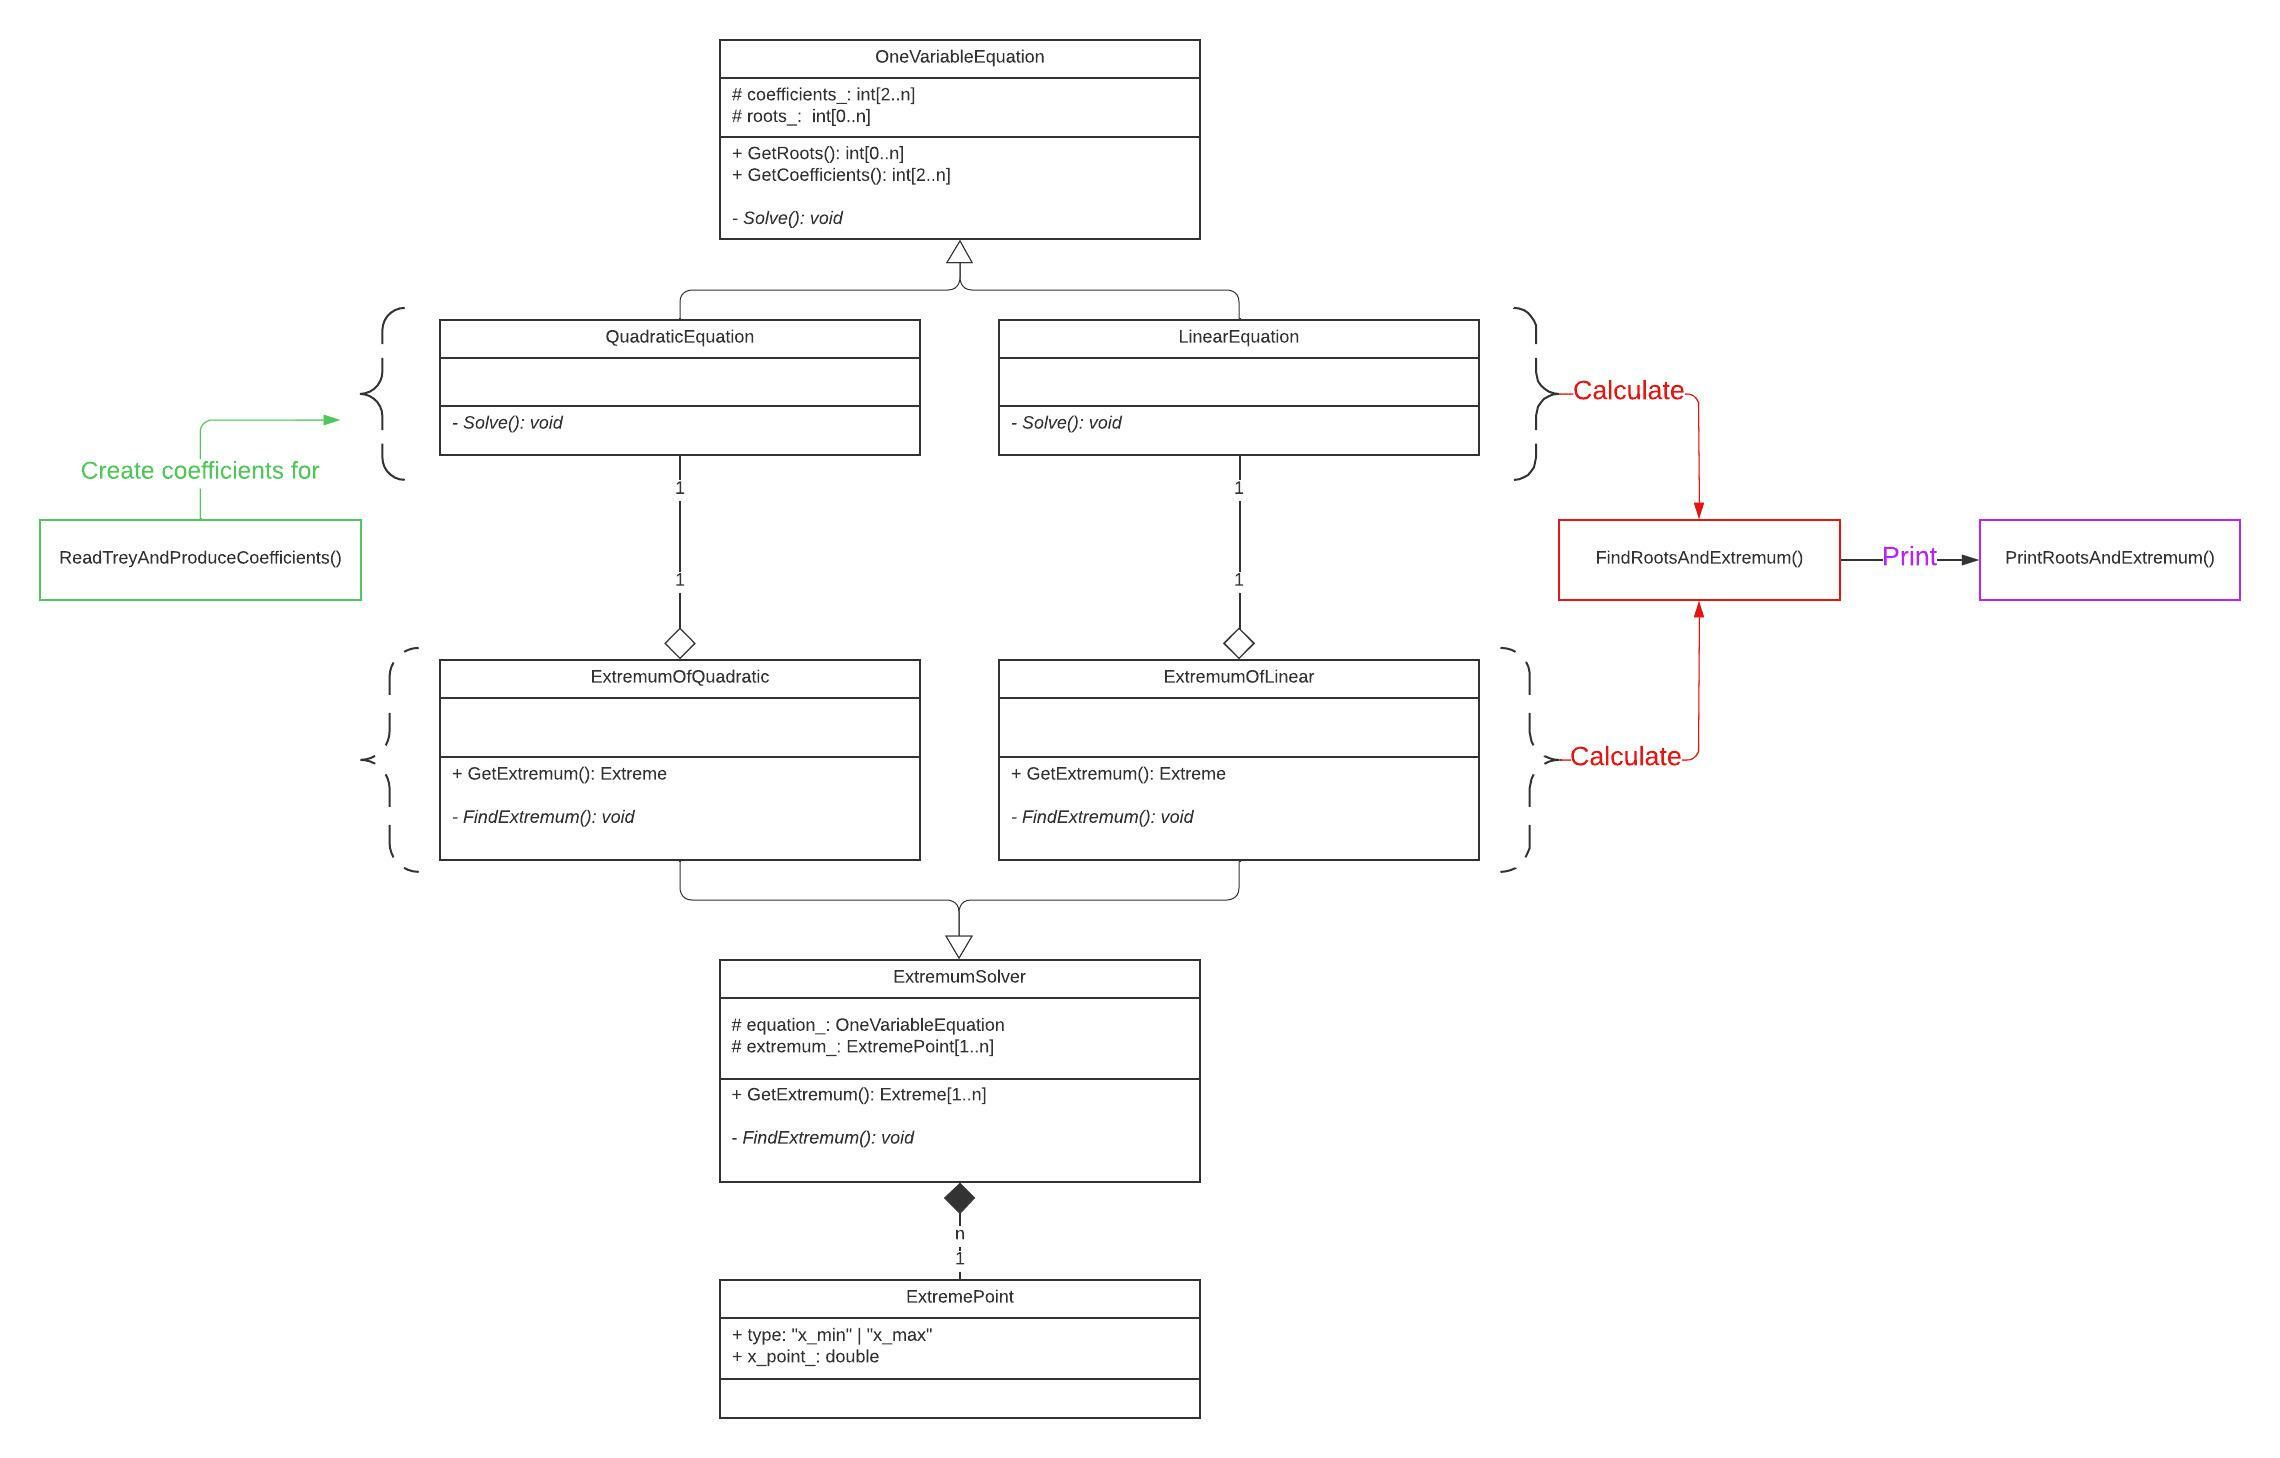 OneVariableEquation
# coefficients_: int[2..n]
# roots_:  int[0..n]
+ GetRoots(): int[0..n]
+ GetCoefficients(): int[2..n]
- Solve(): void
QuadraticEquation
- Solve(): void
LinearEquation
- Solve(): void
Calculate
Create coefficients for
ReadTreyAndProduceCoefficients()
1
1
1
1
FindRootsAndExtremum()
Print
PrintRootsAndExtremum()
ExtremumOfQuadratic
+ GetExtremum(): Extreme
- FindExtremum(): void
ExtremumOfLinear
+ GetExtremum(): Extreme
- FindExtremum(): void
Calculate
ExtremumSolver
# equation_: OneVariableEquation
# extremum_: ExtremePoint[1..n]
+ GetExtremum(): Extreme[1..n]
- FindExtremum(): void
n
1
ExtremePoint
+ type: "x_min" | "x_max"
+ x_point_: double